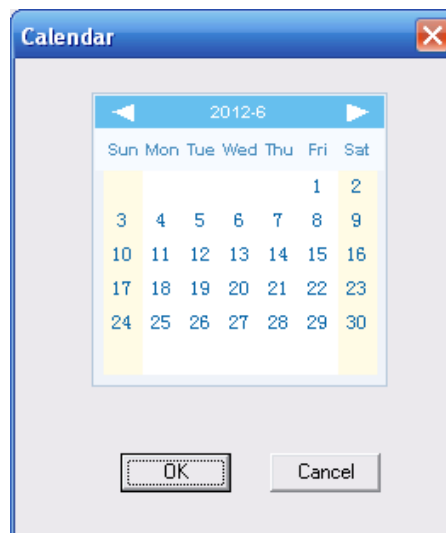 Calendar
2012-6
Sun Mon Tue Wed Thu Fri Sat
1 2
3 4 5 6 7 8 9
10 11 12 13 14 15 16
17 18 19 20 21 22 23
24 25 26 27 28 29 30
OK Cancel